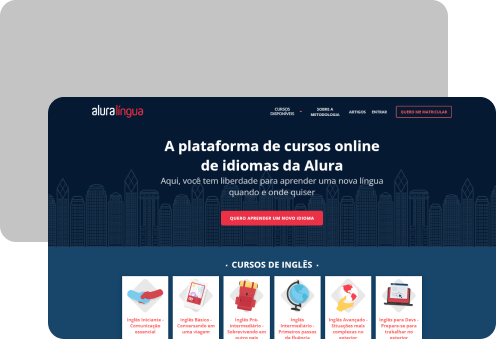 aluralíngua
CURSOS
DISPONÍVEIS
SOBRE A
METODOLOGIA
ARTIGOS
ENTRAR
QUERO ME MATRICULAR
A plataforma de cursos online
de idiomas da Alura
Aqui, você tem liberdade para aprender uma nova língua
quando e onde quiser
QUERO APRENDER UM NOVO IDIOMA
• CURSOS DE INGLÊS •
Inglês Iniciante -
Comunicação
essencial
Inglês Básico -
Conversando em
uma viagem
Inglês Pré-
intermediário -
Sobrevivendo em
outro país
Inglês
Intermediário -
Primeiros passos
da fluência
Inglês Avançado -
Situações mais
complexas no
exterior
Inglês para Devs -
Prepare-se para
trabalhar no
exterior